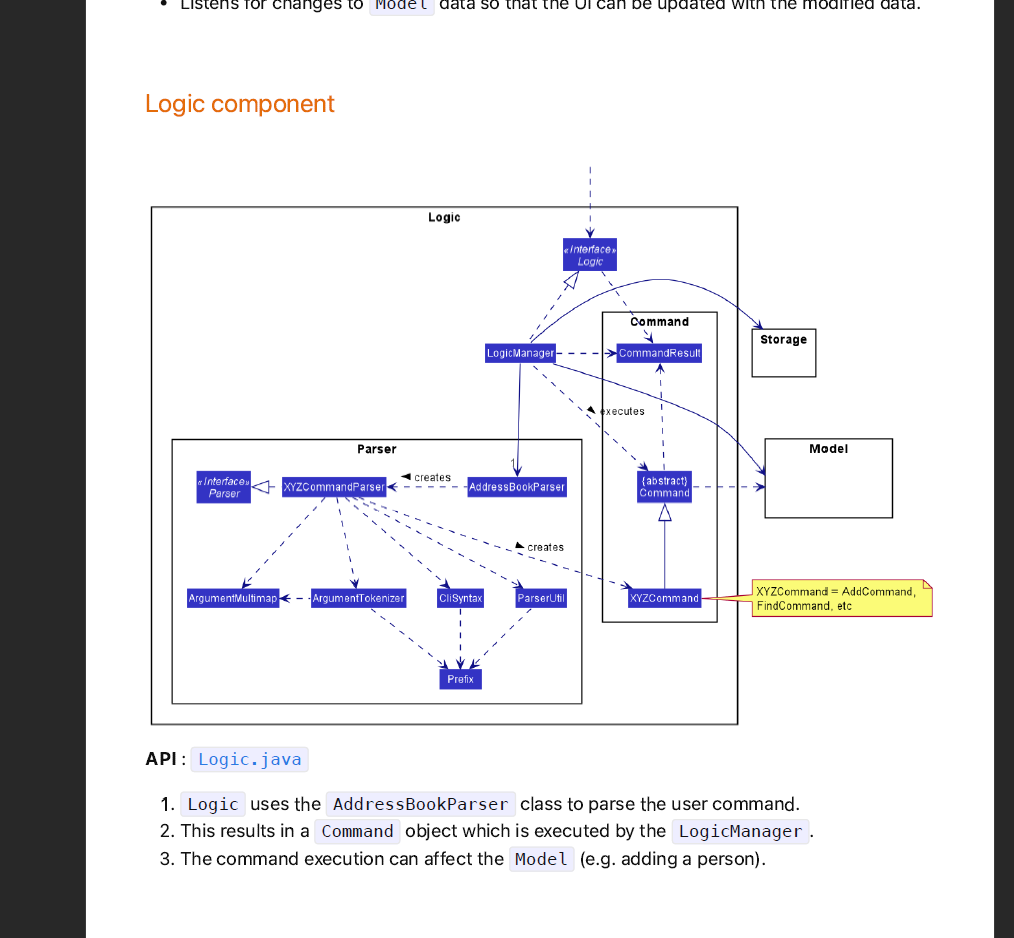 Listens for changes to Model data so that the UI can be updated with the modified data.
Logic component
Logic
«Interface»
Logic
Command
LogicManager
CommandResult
Storage
executes
Parser
Model
1
«Interface»
Parser
XYZCommandParser
creates
AddressBookParser
{abstract}
Command
creates
ArgumentMultimap
ArgumentTokenizer
CliSyntax
ParserUtil
XYZCommand
XYZCommand = AddCommand,
FindCommand, etc
Prefix
API : Logic.java
1. Logic uses the AddressBookParser class to parse the user command.
2. This results in a Command object which is executed by the LogicManager.
3. The command execution can affect the Model (e.g. adding a person).